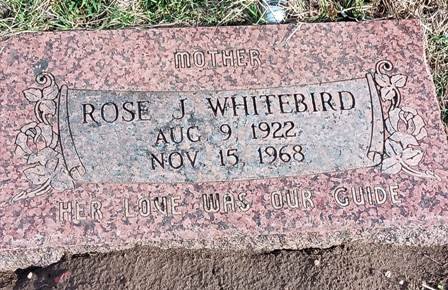 MOTHER
ROSE J. WHITEBIRD
AUG 9, 1922
NOV. 15, 1968
HER LOVE WAS OUR GUIDE